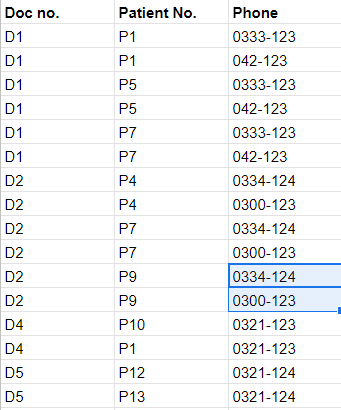 Doc no. Patient No. Phone
D1 P1 0333-123
D1 P1 042-123
D1 P5 0333-123
D1 P5 042-123
D1 P7 0333-123
D1 P7 042-123
D2 P4 0334-124
D2 P4 0300-123
D2 P7 0334-124
D2 P7 0300-123
D2 P9 0334-124
D2 P9 0300-123
D4 P10 0321-123
D4 P1 0321-123
D5 P12 0321-124
D5 P13 0321-124